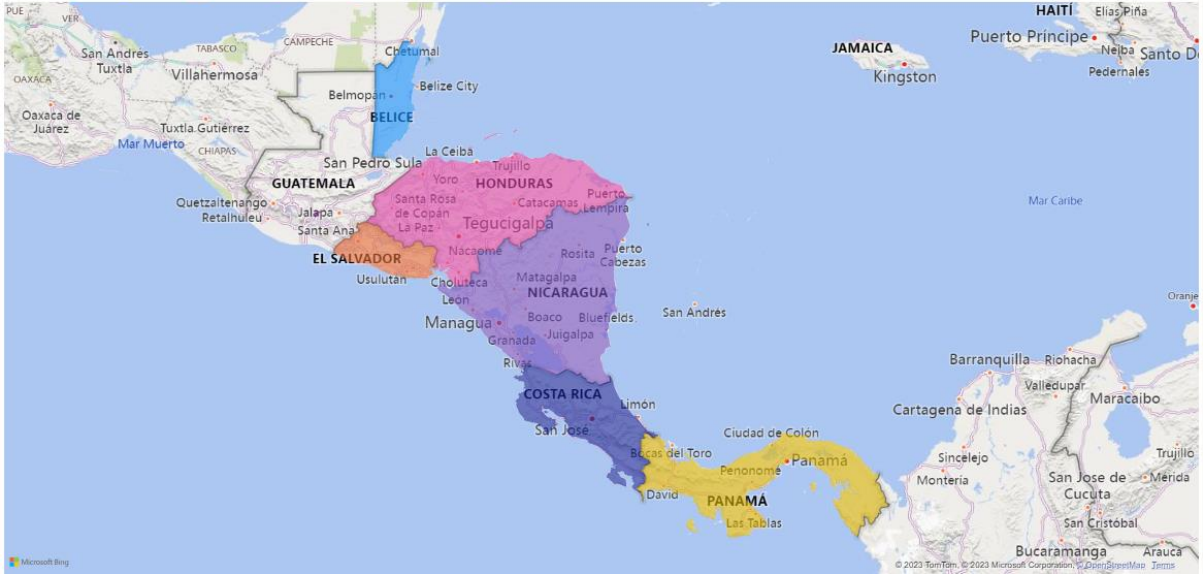 PUE
VER
San Andrés
Tuxtla
TABASCO
CAMPECHE
Chetumal
Villahermosa
OAXACA
Oaxaca de
Juárez
Tuxtla Gutiérrez
CHIAPAS
Mar Muerto
Belmopan
Belize City
BELICE
HAITÍ
Elías Piña
Puerto Príncipe
Neiba
Santo D
Pedernales
JAMAICA
Kingston
La Ceiba
San Pedro Sula
Trujillo
Yoro
GUATEMALA
HONDURAS
Quetzaltenango
Retalhuleu
Jalapa
Santa Rosa
de Copán
Catacamas
Puerto
Lempira
La Paz
Tegucigalpa
Santa Ana
Mar Caribe
EL SALVADOR
Nacaome
Rosita
Puerto
Cabezas
Usulután
Choluteca
Matagalpa
León
NICARAGUA
San Andrés
Oranje
Managua
Boaco
Bluefields
Juigalpa
Granada
Rivas
Barranquilla
Riohacha
Valledupar
Maracaibo
COSTA RICA
Limón
Cartagena de Indias
San José
Ciudad de Colón
Bocas del Toro
Penonomé
Panamá
Sincelejo
Montería
Trujillo
San Jose de
Cucuta
Mérida
David
PANAMÁ
Las Tablas
San Cristóbal
Bucaramanga
Arauca
Microsoft Bing
© 2023 TomTom, © 2023 Microsoft Corporation, © OpenStreetMap Terms